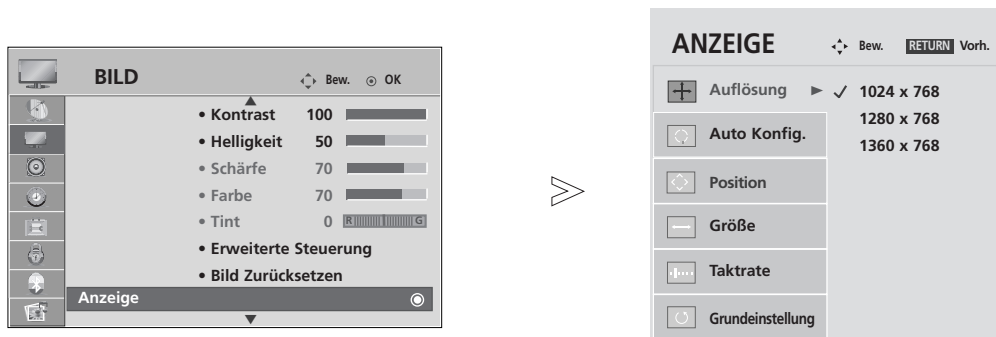 BILD
Bew. OK
• Kontrast 100
• Helligkeit 50
• Schärfe 70
• Farbe 70
• Tint 0 R G
• Erweiterte Steuerung
• Bild Zurücksetzen
Anzeige
ANZEIGE
Bew. RETURN Vorh.
Auflösung ► ✓ 1024 x 768
1280 x 768
Auto Konfig.
1360 x 768
Position
Größe
Taktrate
Grundeinstellung